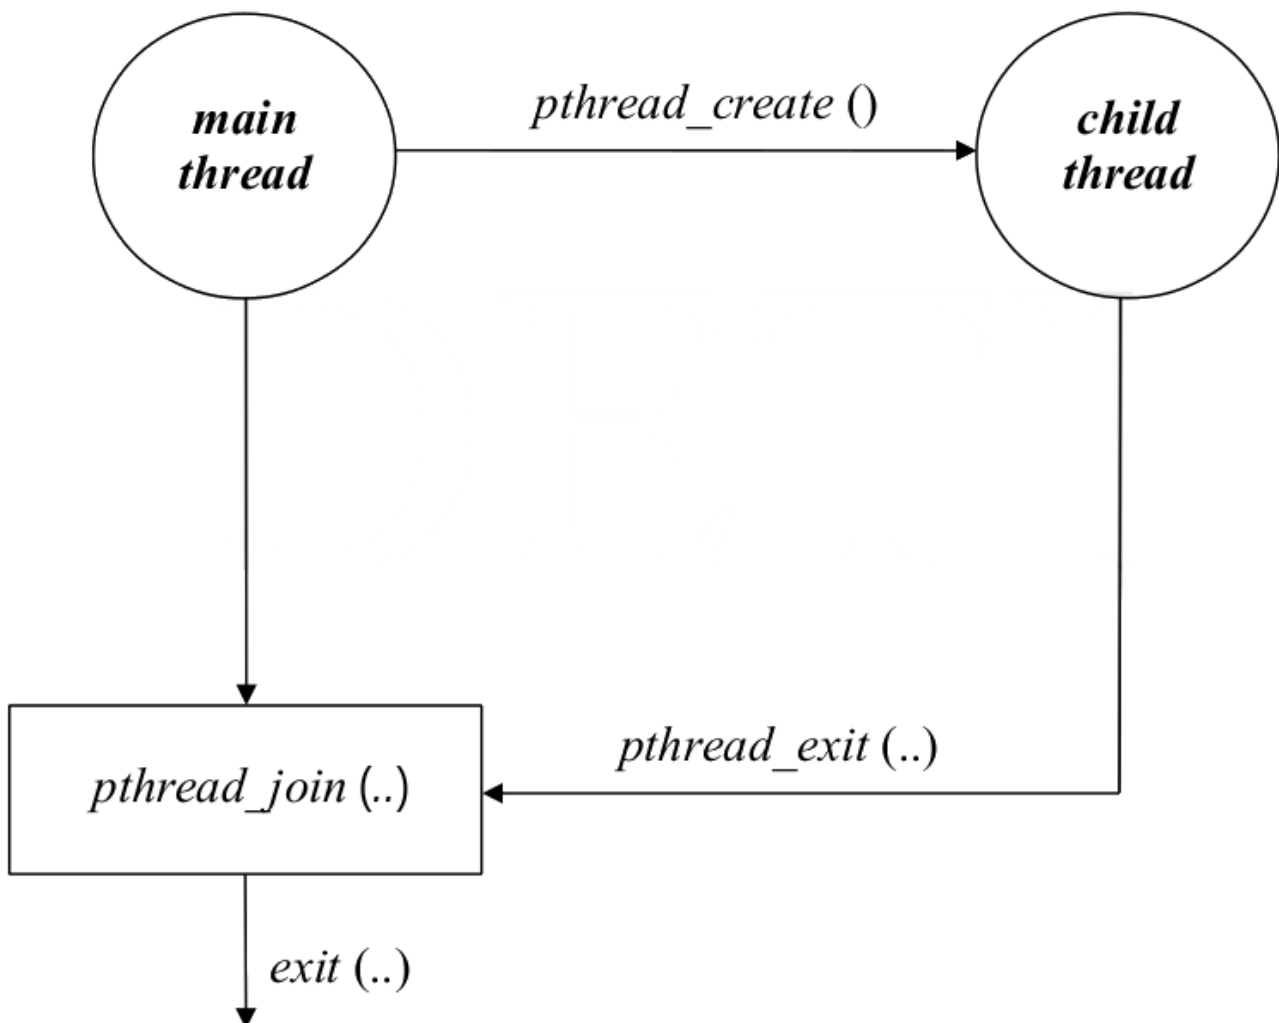 main
thread
pthread_create ()
child
thread
pthread_exit (..)
pthread_join (..)
exit (..)